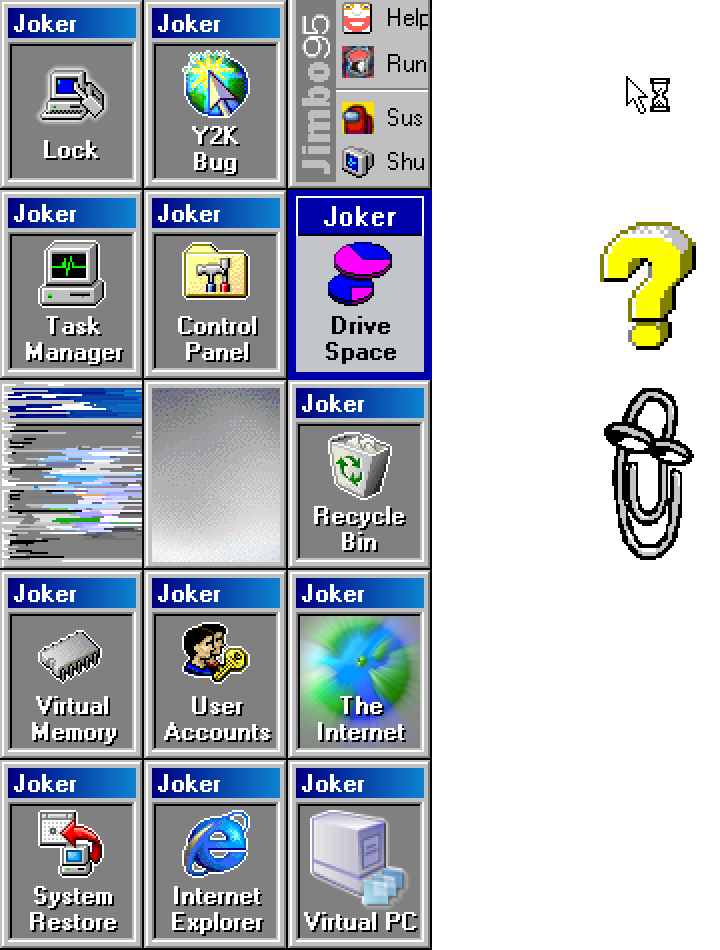 Joker
Lock
Joker
Y2K
Bug
Jimbo95
Help
Run
Sus
Shu
Joker
Task
Manager
Joker
Control
Panel
Joker
Drive
Space
Joker
Recycle
Bin
Joker
Virtual
Memory
Joker
User
Accounts
Joker
The
Internet
Joker
System
Restore
Joker
Internet
Explorer
Joker
Virtual PC